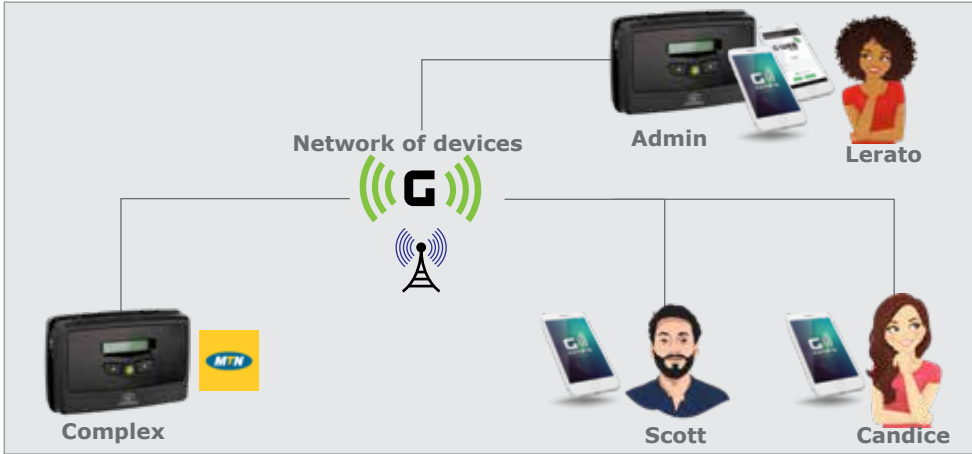 Admin
Lerato
Network of devices
G
MTN
Complex
Scott
Candice